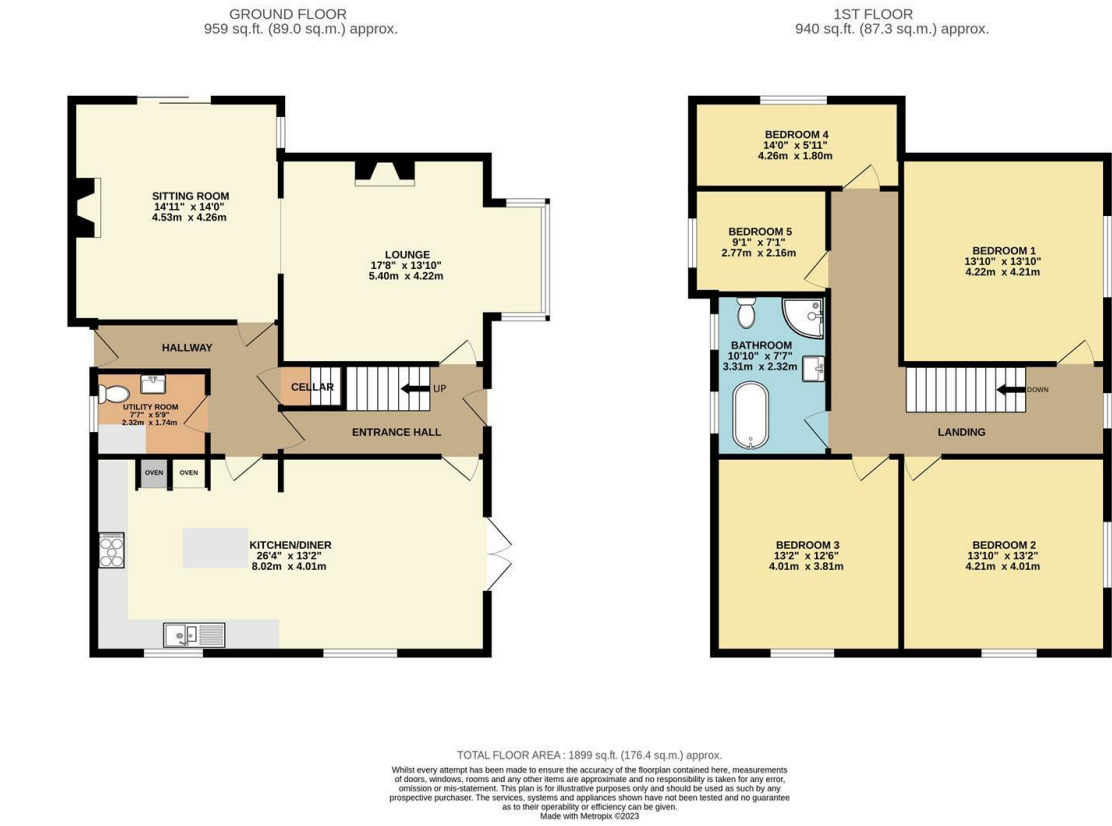 GROUND FLOOR
959 sq.ft. (89.0 sq.m.) approx.
1ST FLOOR
940 sq.ft. (87.3 sq.m.) approx.
SITTING ROOM
14'11" x 14'0"
4.53m x 4.26m
LOUNGE
17'8" x 13'10"
5.40m x 4.22m
HALLWAY
CELLAR
UP
UTILITY ROOM
7'7" x 5'9"
2.32m x 1.74m
ENTRANCE HALL
OVEN
OVEN
KITCHEN/DINER
26'4" x 13'2"
8.02m x 4.01m
BEDROOM 4
14'0" x 5'11"
4.26m x 1.80m
BEDROOM 5
9'1" x 7'1"
2.77m x 2.16m
BEDROOM 1
13'10" x 13'10"
4.22m x 4.21m
BATHROOM
10'10" x 7'7"
3.31m x 2.32m
DOWN
LANDING
BEDROOM 3
13'2" x 12'6"
4.01m x 3.81m
BEDROOM 2
13'10" x 13'2"
4.21m x 4.01m
TOTAL FLOOR AREA : 1899 sq.ft. (176.4 sq.m.) approx.
Whilst every attempt has been made to ensure the accuracy of the floorplan contained here, measurements
of doors, windows, rooms and any other items are approximate and no responsibility is taken for any error,
omission or mis-statement. This plan is for illustrative purposes only and should be used as such by any
prospective purchaser. The services, systems and appliances shown have not been tested and no guarantee
as to their operability or efficiency can be given.
Made with Metropix ©2023